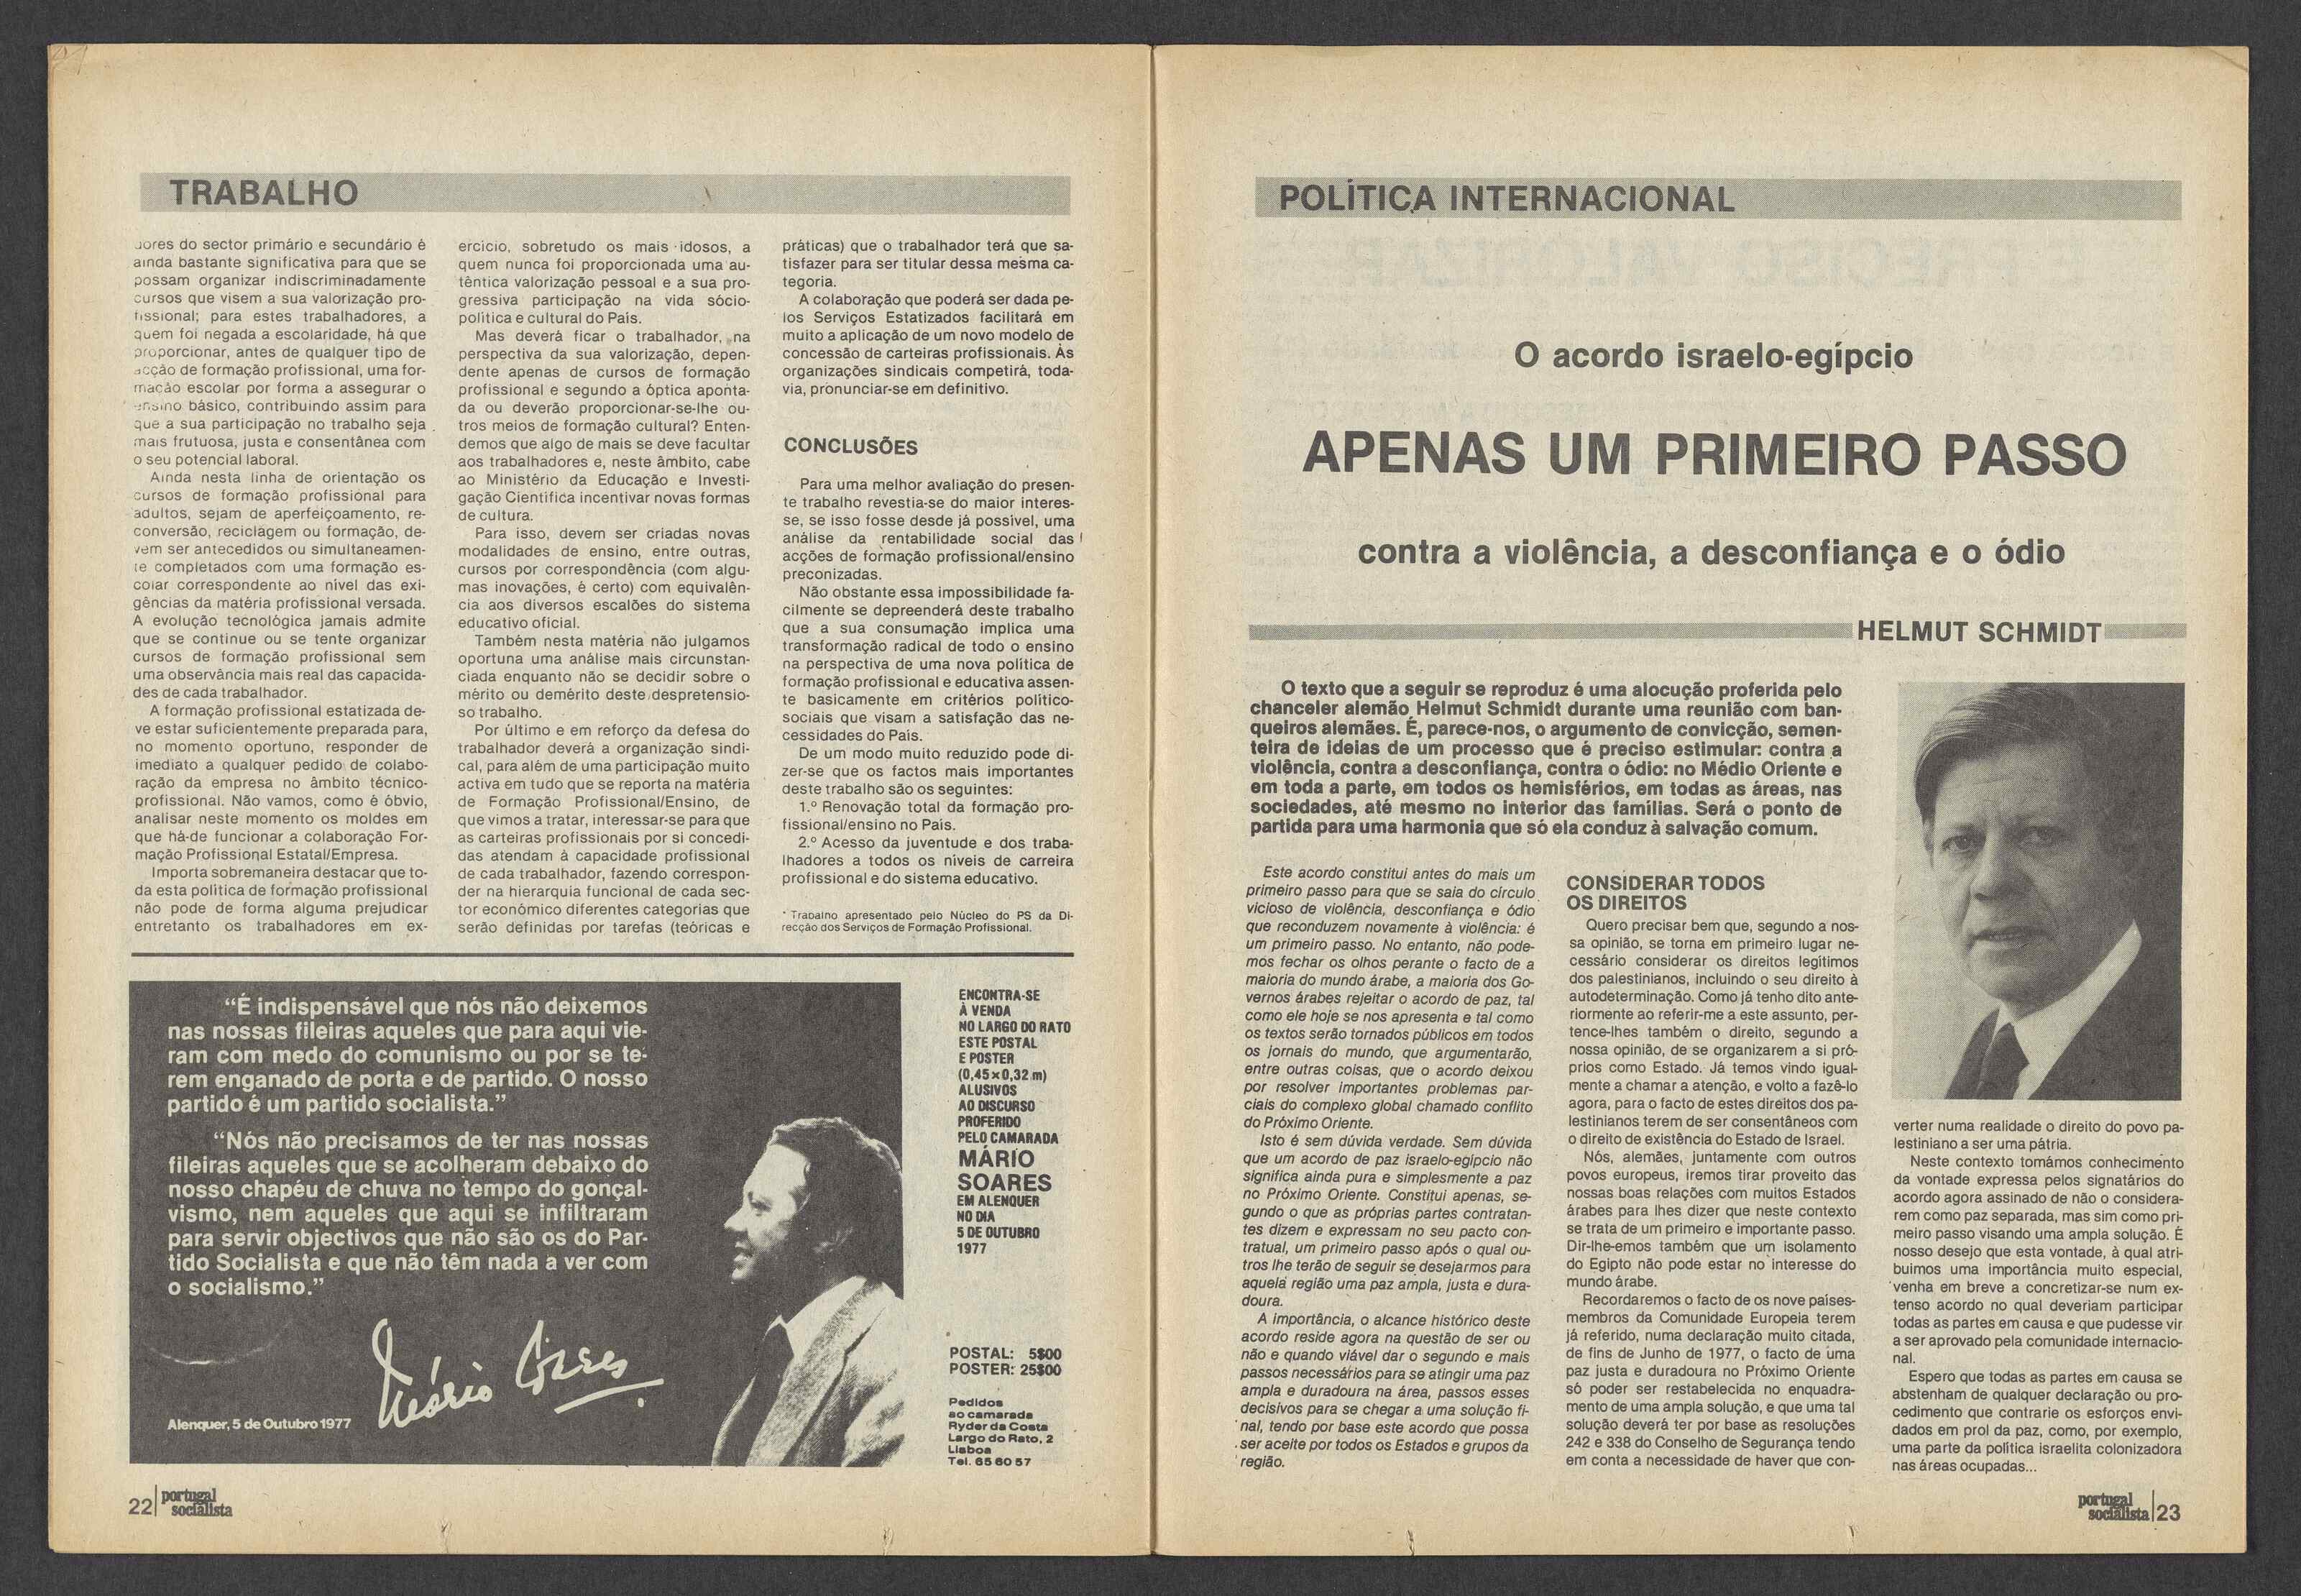 TRABALHO
dores do sector primário e secundário é
ainda bastante significativa para que se
possam organizar indiscriminadamente
cursos que visem a sua valorização pro-
fissional; para estes trabalhadores, a
quem foi negada a escolaridade, há que
proporcionar, antes de qualquer tipo de
acção de formação profissional, uma for-
mação escolar por forma a assegurar o
ensino básico, contribuindo assim para
que a sua participação no trabalho seja
mais frutuosa, justa e consentânea com
o seu potencial laboral.
Ainda nesta linha de orientação os
cursos de formação profissional para
adultos, sejam de aperfeiçoamento, re-
conversão, reciclagem ou formação, de-
vem ser antecedidos ou simultaneamen-
te completados com uma formação es-
colar correspondente ao nível das exi-
gências da matéria profissional versada.
A evolução tecnológica jamais admite
que se continue ou se tente organizar
cursos de formação profissional sem
uma observância mais real das capacida-
des de cada trabalhador.
A formação profissional estatizada de-
ve estar suficientemente preparada para,
no momento oportuno, responder de
imediato a qualquer pedido de colabo-
ração da empresa no âmbito técnico-
profissional. Não vamos, como é óbvio,
analisar neste momento os moldes em
que há-de funcionar a colaboração For-
mação Profissional Estatal/Empresa.
Importa sobremaneira destacar que to-
da esta política de formação profissional
não pode de forma alguma prejudicar
entretanto os trabalhadores em ex-
ercício, sobretudo os mais idosos, a
quem nunca foi proporcionada uma au-
têntica valorização pessoal e a sua pro-
gressiva participação na vida sócio-
política e cultural do País.
Mas deverá ficar o trabalhador, na
perspectiva da sua valorização, depen-
dente apenas de cursos de formação
profissional e segundo a óptica aponta-
da ou deverão proporcionar-se-lhe ou-
tros meios de formação cultural? Enten-
demos que algo de mais se deve facultar
aos trabalhadores e, neste âmbito, cabe
ao Ministério da Educação e Investi-
gação Científica incentivar novas formas
de cultura.
Para isso, devem ser criadas novas
modalidades de ensino, entre outras,
cursos por correspondência (com algu-
mas inovações, é certo) com equivalên-
cia aos diversos escalões do sistema
educativo oficial.
Também nesta matéria não julgamos
oportuna uma análise mais circunstan-
ciada enquanto não se decidir sobre o
mérito ou demérito deste despretensio-
so trabalho.
Por último e em reforço da defesa do
trabalhador deverá a organização sindi-
cal, para além de uma participação muito
activa em tudo que se reporta na matéria
de Formação Profissional/Ensino, de
que vimos a tratar, interessar-se para que
as carteiras profissionais por si concedi-
das atendam à capacidade profissional
de cada trabalhador, fazendo correspon-
der na hierarquia funcional de cada sec-
tor económico diferentes categorias que
serão definidas por tarefas (teóricas e
práticas) que o trabalhador terá que sa-
tisfazer para ser titular dessa mesma ca-
tegoria.
A colaboração que poderá ser dada pe-
los Serviços Estatizados facilitará em
muito a aplicação de um novo modelo de
concessão de carteiras profissionais. Às
organizações sindicais competirá, toda-
via, pronunciar-se em definitivo.
CONCLUSÕES
Para uma melhor avaliação do presen-
te trabalho revestia-se do maior interes-
se, se isso fosse desde já possível, uma
análise da rentabilidade social das
acções de formação profissional/ensino
preconizadas.
Não obstante essa impossibilidade fa-
cilmente se depreenderá deste trabalho
que a sua consumação implica uma
transformação radical de todo o ensino
na perspectiva de uma nova política de
formação profissional e educativa assen-
te basicamente em critérios político-
sociais que visam a satisfação das ne-
cessidades do País.
De um modo muito reduzido pode di-
zer-se que os factos mais importantes
deste trabalho são os seguintes:
1.º Renovação total da formação pro-
fissional/ensino no País.
2.º Acesso da juventude e dos traba-
lhadores a todos os níveis de carreira
profissional e do sistema educativo.
* Trabalho apresentado pelo Núcleo do PS da Di-
recção dos Serviços de Formação Profissional.
“É indispensável que nós não deixemos
nas nossas fileiras aqueles que para aqui vie-
ram com medo do comunismo ou por se te-
rem enganado de porta e de partido. O nosso
partido é um partido socialista.”
“Nós não precisamos de ter nas nossas
fileiras aqueles que se acolheram debaixo do
nosso chapéu de chuva no tempo do gonçal-
vismo, nem aqueles que aqui se infiltraram
para servir objectivos que não são os do Par-
tido Socialista e que não têm nada a ver com
o socialismo.”
Mário Soares
Alenquer, 5 de Outubro 1977
ENCONTRA-SE
À VENDA
NO LARGO DO RATO
ESTE POSTAL
E POSTER
(0,45×0,32 m)
ALUSIVOS
AO DISCURSO
PROFERIDO
PELO CAMARADA
MÁRIO
SOARES
EM ALENQUER
NO DIA
5 DE OUTUBRO
1977
POSTAL: 5$00
POSTER: 25$00
Pedidos
ao camarada
Ryder da Costa
Largo do Rato, 2
Lisboa
Tel. 65 60 57
22 portugal
socialista
POLÍTICA INTERNACIONAL
O acordo israelo-egípcio
APENAS UM PRIMEIRO PASSO
contra a violência, a desconfiança e o ódio
HELMUT SCHMIDT
O texto que a seguir se reproduz é uma alocução proferida pelo
chanceler alemão Helmut Schmidt durante uma reunião com ban-
queiros alemães. É, parece-nos, o argumento de convicção, semen-
teira de ideias de um processo que é preciso estimular: contra a
violência, contra a desconfiança, contra o ódio: no Médio Oriente e
em toda a parte, em todos os hemisférios, em todas as áreas, nas
sociedades, até mesmo no interior das famílias. Será o ponto de
partida para uma harmonia que só ela conduz à salvação comum.
Este acordo constitui antes do mais um
primeiro passo para que se saia do círculo
vicioso de violência, desconfiança e ódio
que reconduzem novamente à violência: é
um primeiro passo. No entanto, não pode-
mos fechar os olhos perante o facto de a
maioria do mundo árabe, a maioria dos Go-
vernos árabes rejeitar o acordo de paz, tal
como ele hoje se nos apresenta e tal como
os textos serão tornados públicos em todos
os jornais do mundo, que argumentarão,
entre outras coisas, que o acordo deixou
por resolver importantes problemas par-
ciais do complexo global chamado conflito
do Próximo Oriente.
Isto é sem dúvida verdade. Sem dúvida
que um acordo de paz israelo-egípcio não
significa ainda pura e simplesmente a paz
no Próximo Oriente. Constitui apenas, se-
gundo o que as próprias partes contratan-
tes dizem e expressam no seu pacto con-
tratual, um primeiro passo após o qual ou-
tros lhe terão de seguir se desejarmos para
aquela região uma paz ampla, justa e dura-
doura.
A importância, o alcance histórico deste
acordo reside agora na questão de ser ou
não e quando viável dar o segundo e mais
passos necessários para se atingir uma paz
ampla e duradoura na área, passos esses
decisivos para se chegar a uma solução fi-
nal, tendo por base este acordo que possa
ser aceite por todos os Estados e grupos da
região.
CONSIDERAR TODOS
OS DIREITOS
Quero precisar bem que, segundo a nos-
sa opinião, se torna em primeiro lugar ne-
cessário considerar os direitos legítimos
dos palestinianos, incluindo o seu direito à
autodeterminação. Como já tenho dito ante-
riormente ao referir-me a este assunto, per-
tence-lhes também o direito, segundo a
nossa opinião, de se organizarem a si pró-
prios como Estado. Já temos vindo igual-
mente a chamar a atenção, e volto a fazê-lo
agora, para o facto de estes direitos dos pa-
lestinianos terem de ser consentâneos com
o direito de existência do Estado de Israel.
Nós, alemães, juntamente com outros
povos europeus, iremos tirar proveito das
nossas boas relações com muitos Estados
árabes para lhes dizer que neste contexto
se trata de um primeiro e importante passo.
Dir-lhe-emos também que um isolamento
do Egipto não pode estar no interesse do
mundo árabe.
Recordaremos o facto de os nove países-
membros da Comunidade Europeia terem
já referido, numa declaração muito citada,
de fins de Junho de 1977, o facto de uma
paz justa e duradoura no Próximo Oriente
só poder ser restabelecida no enquadra-
mento de uma ampla solução, e que uma tal
solução deverá ter por base as resoluções
242 e 338 do Conselho de Segurança tendo
em conta a necessidade de haver que con-
verter numa realidade o direito do povo pa-
lestiniano a ser uma pátria.
Neste contexto tomámos conhecimento
da vontade expressa pelos signatários do
acordo agora assinado de não o considera-
rem como paz separada, mas sim como pri-
meiro passo visando uma ampla solução. É
nosso desejo que esta vontade, à qual atri-
buimos uma importância muito especial,
venha em breve a concretizar-se num ex-
tenso acordo no qual deveriam participar
todas as partes em causa e que pudesse vir
a ser aprovado pela comunidade internacio-
nal.
Espero que todas as partes em causa se
abstenham de qualquer declaração ou pro-
cedimento que contrarie os esforços envi-
dados em prol da paz, como, por exemplo,
uma parte da política israelita colonizadora
nas áreas ocupadas...
portugal
socialista 23